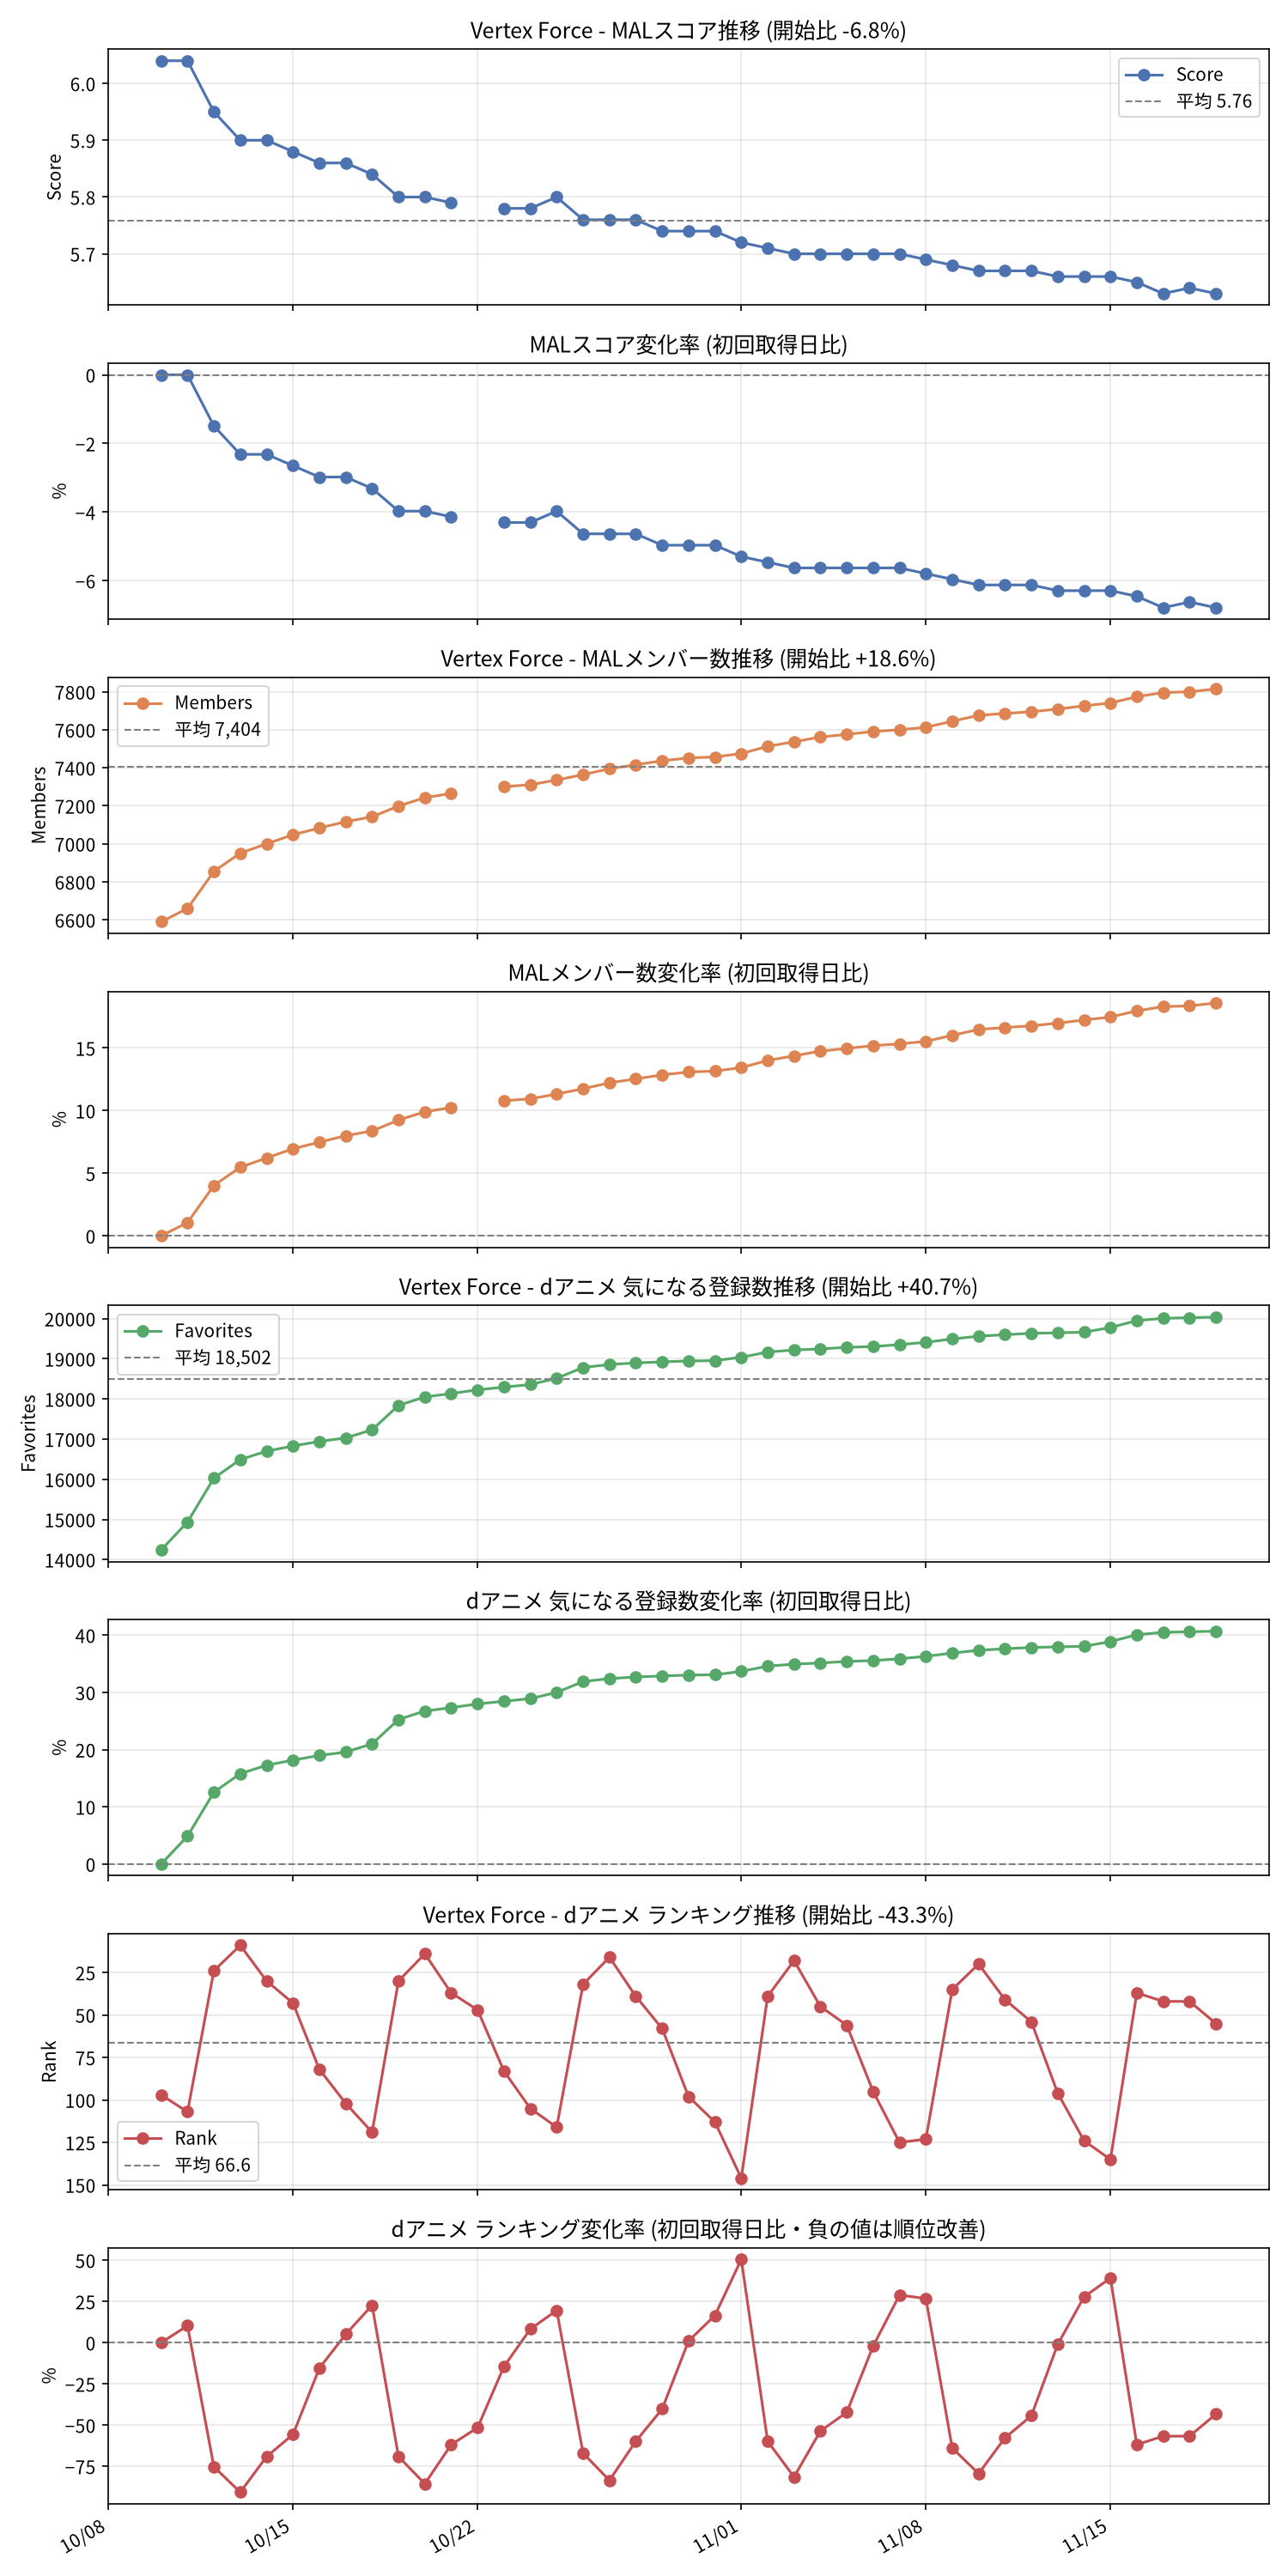 Vertex Force - MALスコア推移 (開始比 -6.8%)
Score
平均 5.76
Score
6.0
5.9
5.8
5.7
MALスコア変化率 (初回取得日比)
%
0
−2
−4
−6
Vertex Force - MALメンバー数推移 (開始比 +18.6%)
Members
平均 7,404
Members
7800
7600
7400
7200
7000
6800
6600
MALメンバー数変化率 (初回取得日比)
%
15
10
5
0
Vertex Force - dアニメ 気になる登録数推移 (開始比 +40.7%)
Favorites
平均 18,502
Favorites
20000
19000
18000
17000
16000
15000
14000
dアニメ 気になる登録数変化率 (初回取得日比)
%
40
30
20
10
0
Vertex Force - dアニメ ランキング推移 (開始比 -43.3%)
Rank
25
50
75
100
125
150
Rank
平均 66.6
dアニメ ランキング変化率 (初回取得日比・負の値は順位改善)
%
50
25
0
−25
−50
−75
10/08
10/15
10/22
11/01
11/08
11/15